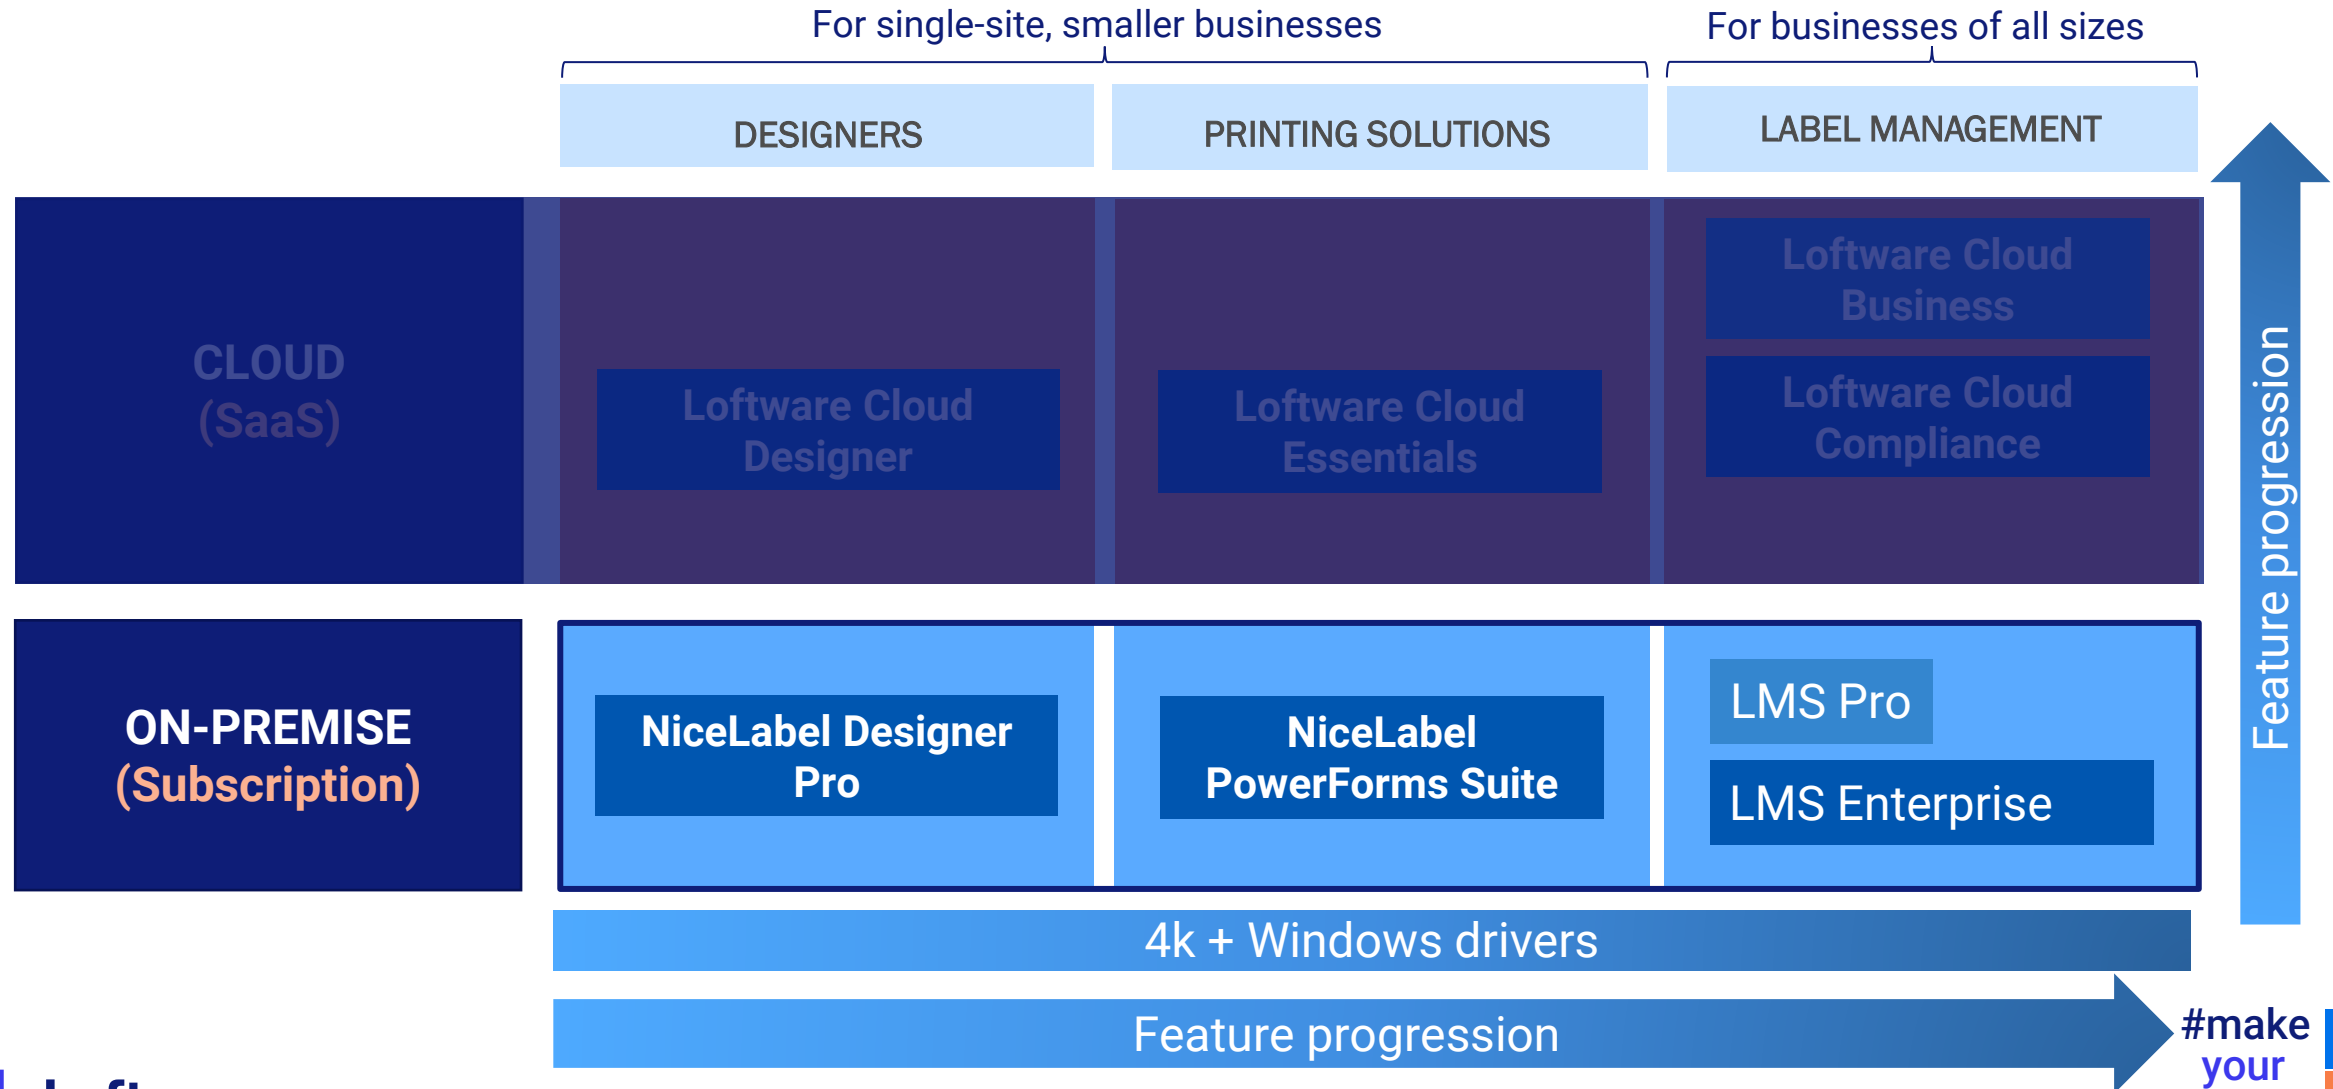 For single-site, smaller businesses
For businesses of all sizes
DESIGNERS
PRINTING SOLUTIONS
LABEL MANAGEMENT
CLOUD
(SaaS)
Loftware Cloud
Designer
Loftware Cloud
Essentials
Loftware Cloud
Business
Loftware Cloud
Compliance
Feature progression
ON-PREMISE
(Subscription)
NiceLabel Designer
Pro
NiceLabel
PowerForms Suite
LMS Pro
LMS Enterprise
4k + Windows drivers
Feature progression
#make
your